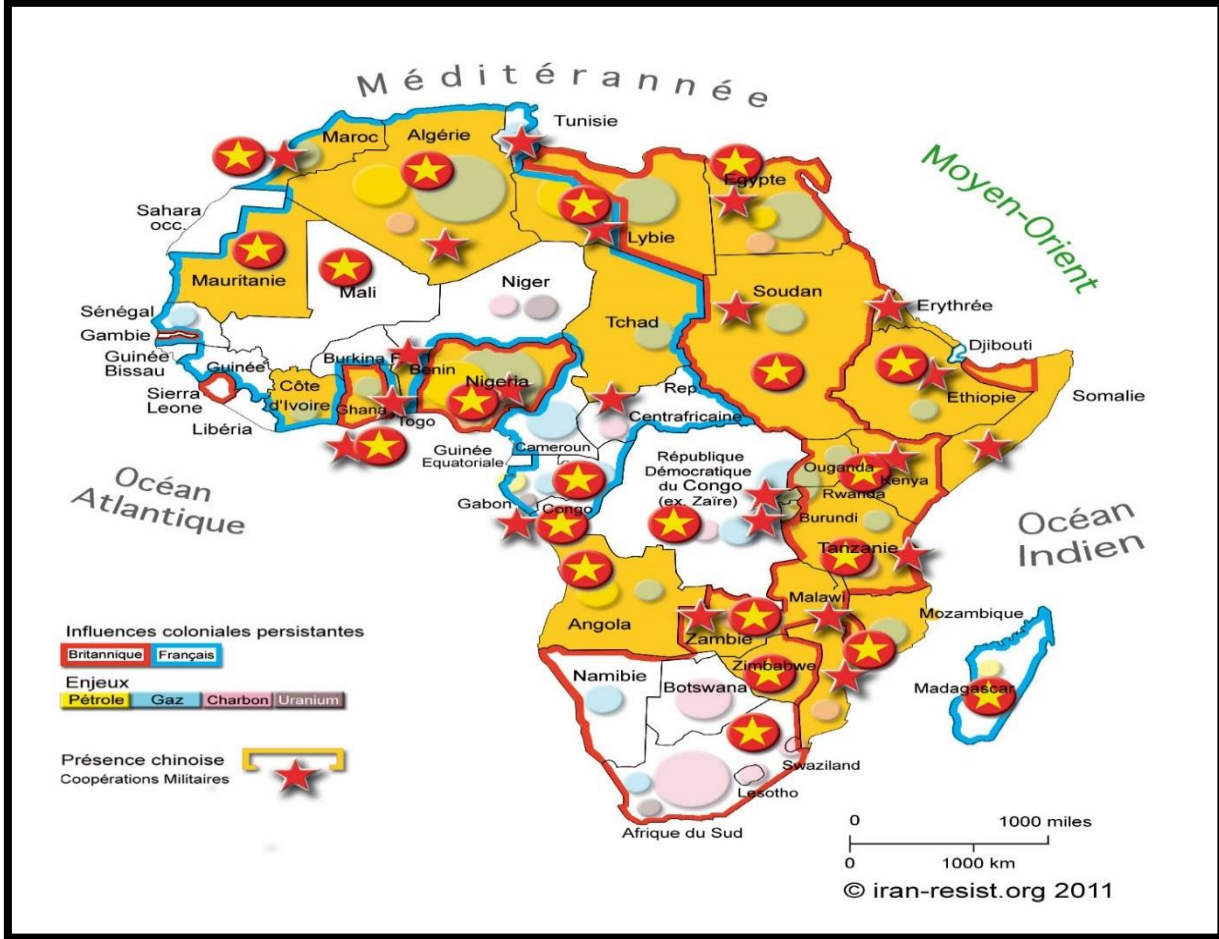 Méditérannée
Moyen-Orient
Tunisie
Maroc
Algérie
Egypte
Lybie
Sahara
occ.
Mauritanie
Mali
Niger
Tchad
Soudan
Erythrée
Djibouti
Sénégal
Gambie
Guinée
Bissau
Guinée
Sierra
Leone
Libéria
Côte
d'Ivoire
Burkina F
Ghana
Togo
Benin
Nigeria
Rep.
Centrafricaine
Cameroun
Guinée
Equatoriale
Gabon
Congo
République
Démocratique
du Congo
(ex. Zaïre)
Ethiopie
Somalie
Ouganda
Kenya
Rwanda
Burundi
Tanzanie
Océan
Atlantique
Océan
Indien
Angola
Zambie
Malawi
Mozambique
Zimbabwe
Namibie
Botswana
Madagascar
Swaziland
Lesotho
Afrique du Sud
Influences coloniales persistantes
Britannique Français
Enjeux
Pétrole Gaz Charbon Uranium
Présence chinoise
Coopérations Militaires
0 1000 miles
0 1000 km
© iran-resist.org 2011